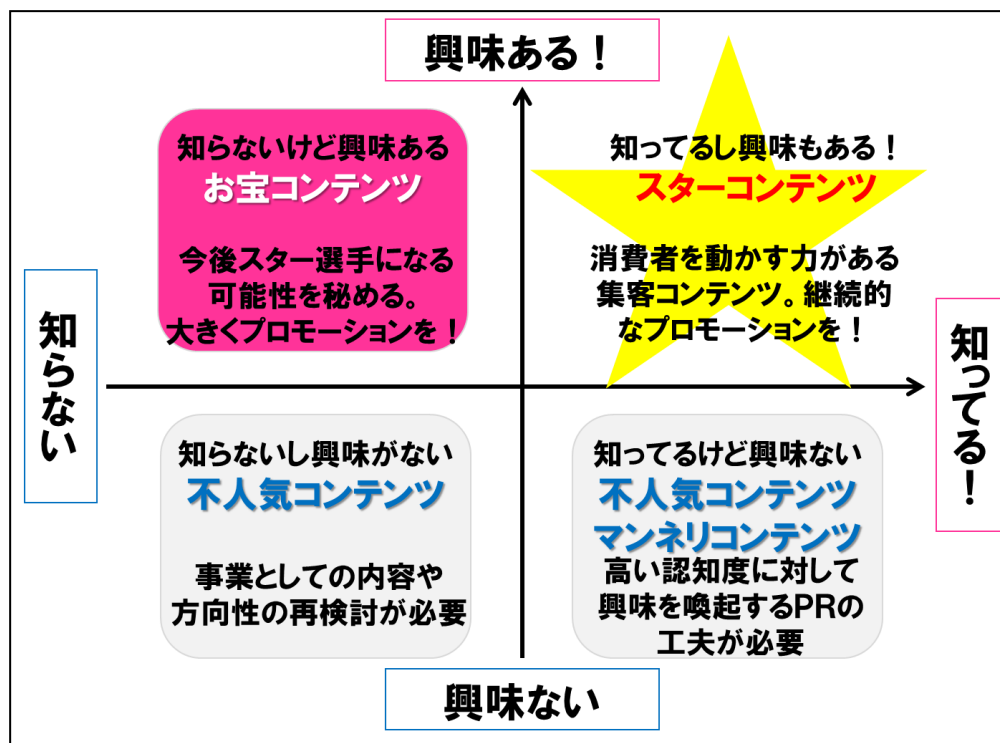 興味ある！
知らないけど興味ある
お宝コンテンツ
今後スター選手になる
可能性を秘める。
大きくプロモーションを！
知ってるし興味もある！
スターコンテンツ
消費者を動かす力がある
集客コンテンツ。継続的
なプロモーションを！
知らない
知ってる！
知らないし興味がない
不人気コンテンツ
事業としての内容や
方向性の再検討が必要
知ってるけど興味ない
不人気コンテンツ
マンネリコンテンツ
高い認知度に対して
興味を喚起するPRの
工夫が必要
興味ない